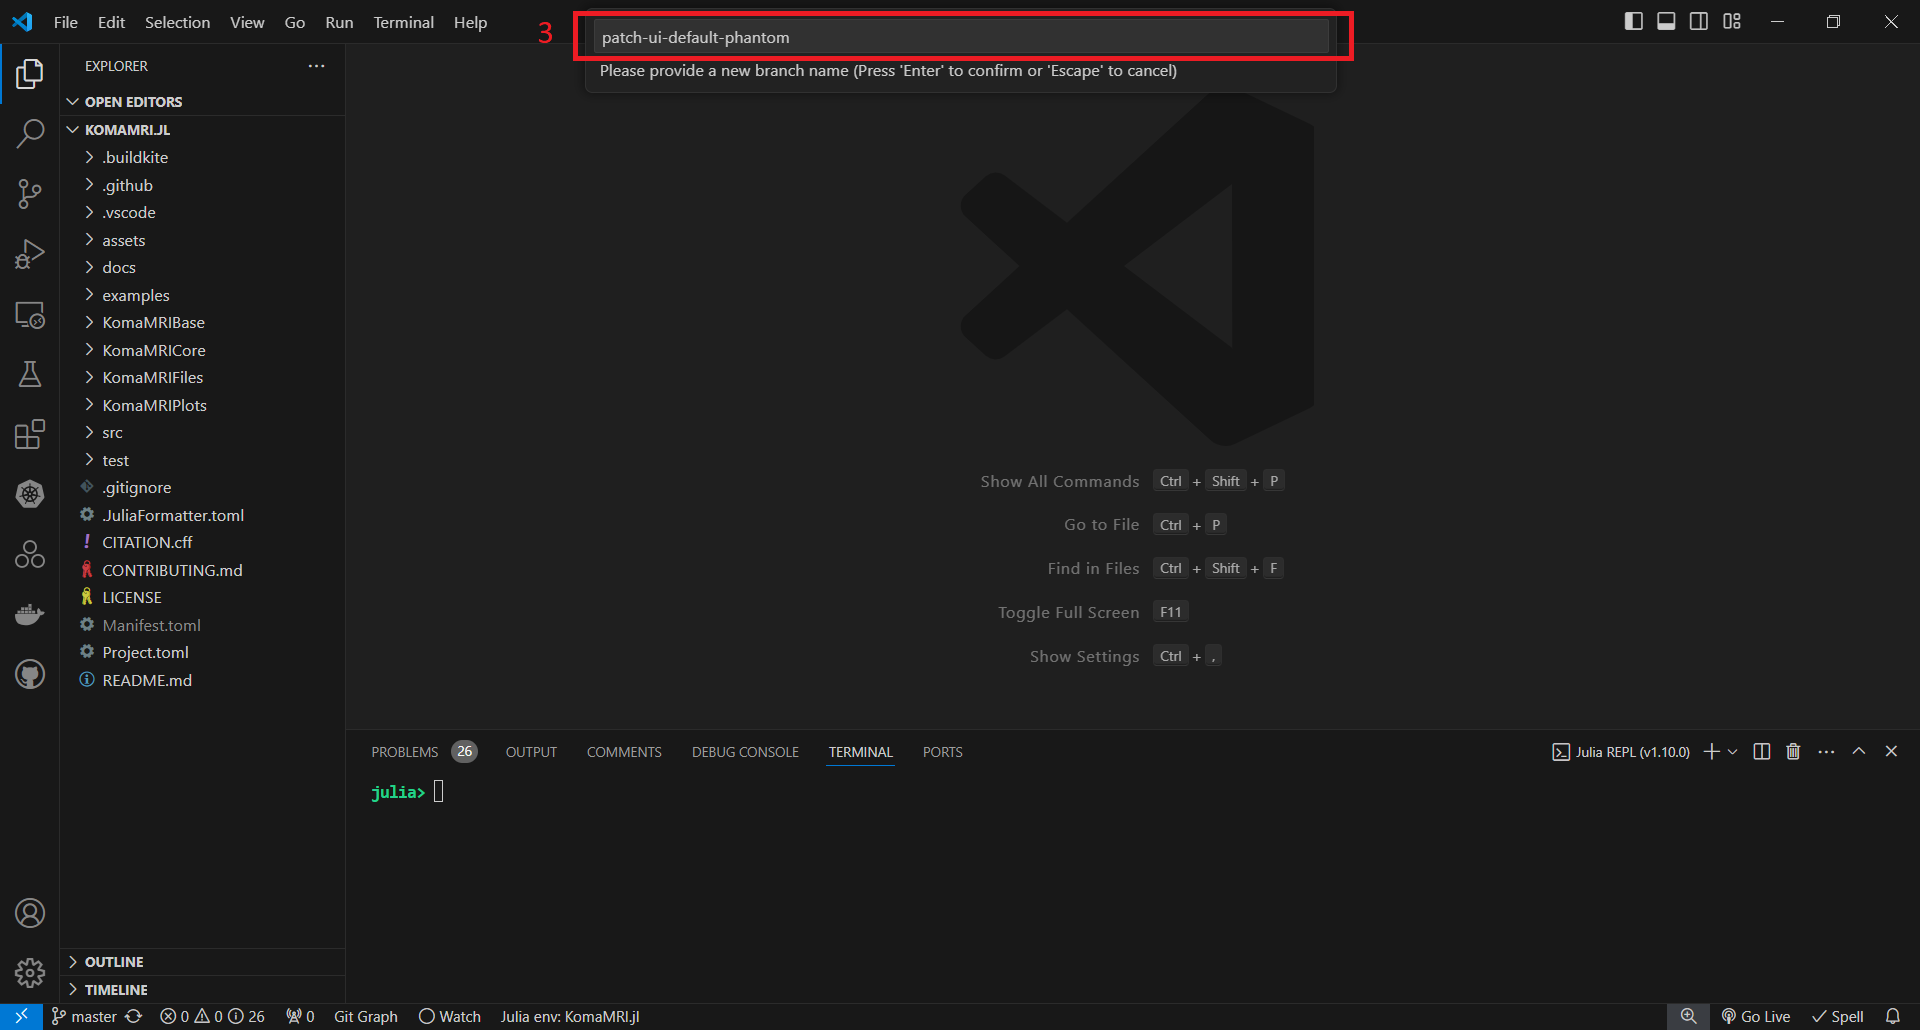 File Edit Selection View Go Run Terminal Help
3
patch-ui-default-phantom
Please provide a new branch name (Press 'Enter' to confirm or 'Escape' to cancel)
EXPLORER
OPEN EDITORS
KOMAMRI.JL
.buildkite
.github
.vscode
assets
docs
examples
KomaMRIBase
KomaMRICore
KomaMRIFiles
KomaMRIPlots
src
test
.gitignore
.JuliaFormatter.toml
CITATION.cff
CONTRIBUTING.md
LICENSE
Manifest.toml
Project.toml
README.md
OUTLINE
TIMELINE
Show All Commands Ctrl + Shift + P
Go to File Ctrl + P
Find in Files Ctrl + Shift + F
Toggle Full Screen F11
Show Settings Ctrl + ,
PROBLEMS 26 OUTPUT COMMENTS DEBUG CONSOLE TERMINAL PORTS Julia REPL (v1.10.0)
julia>
master 0 0 26 0 Git Graph Watch Julia env: KomaMRI.jl Go Live Spell